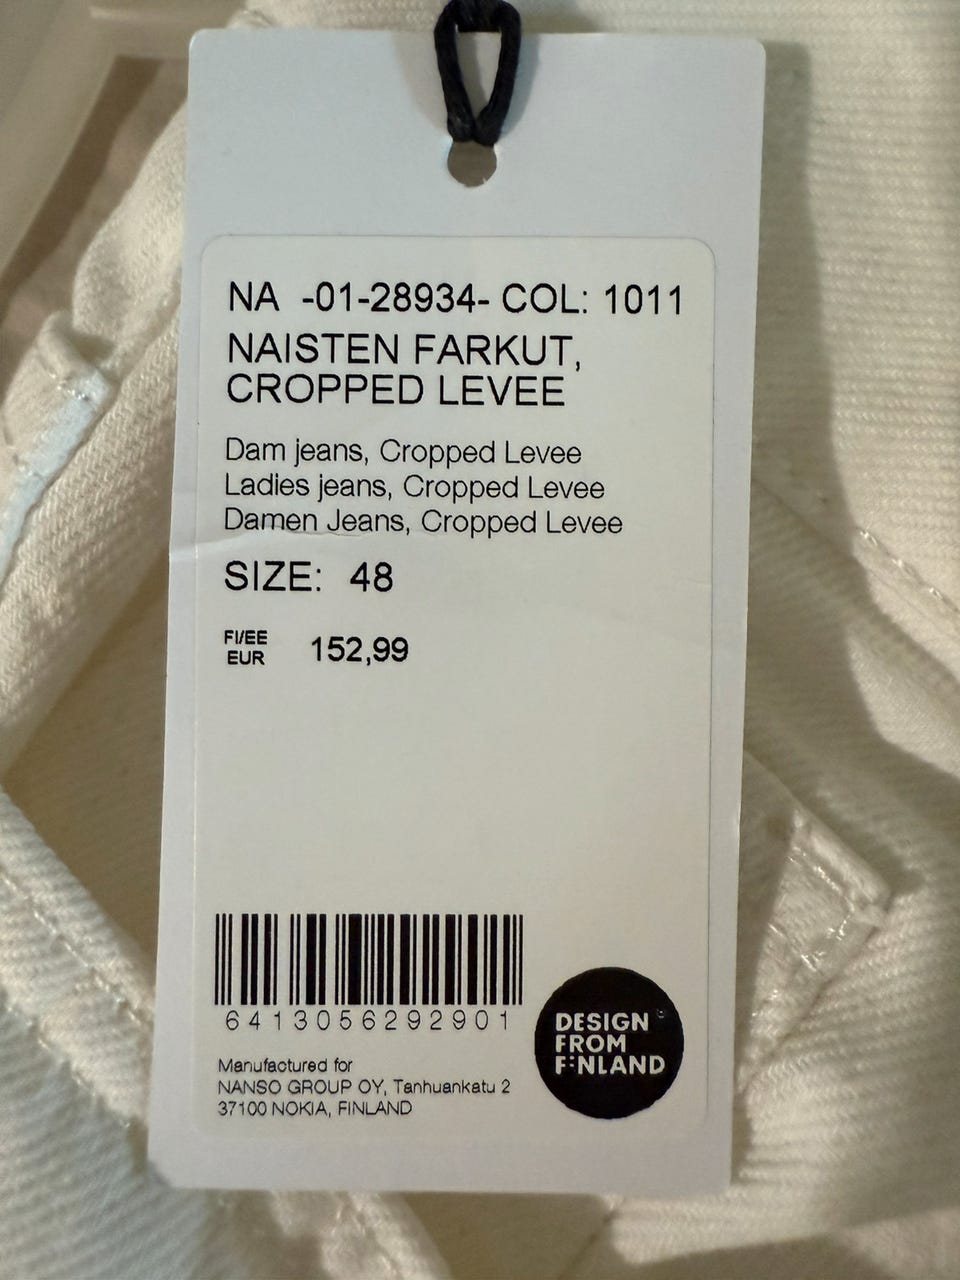 NA -01-28934- COL: 1011
NAISTEN FARKUT,
CROPPED LEVEE
Dam jeans, Cropped Levee
Ladies jeans, Cropped Levee
Damen Jeans, Cropped Levee
SIZE: 48
FI/EE
EUR 152,99
6413056292901
DESIGN
FROM
FINLAND
Manufactured for
NANSO GROUP OY, Tanhuankatu 2
37100 NOKIA, FINLAND